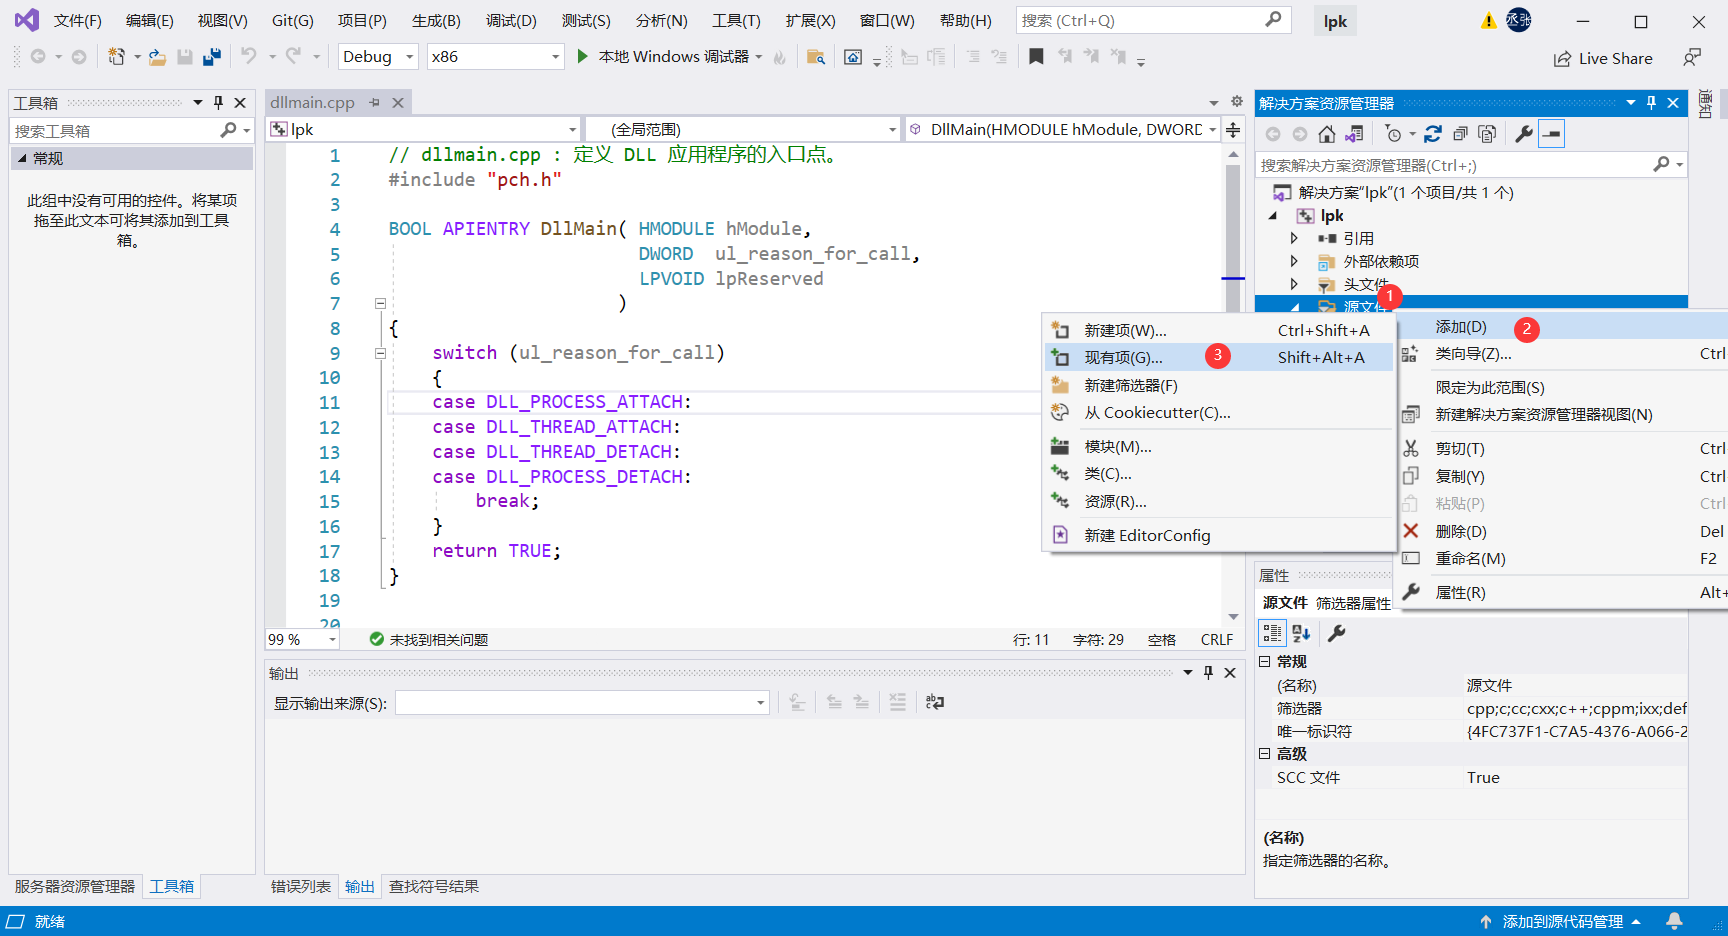 文件(F) 编辑(E) 视图(V) Git(G) 项目(P) 生成(B) 调试(D) 测试(S) 分析(N) 工具(T) 扩展(X) 窗口(W) 帮助(H) 搜索 (Ctrl+Q) lpk 丞张
Debug x86 本地 Windows 调试器 Live Share
工具箱
搜索工具箱
常规
此组中没有可用的控件。将某项
拖至此文本可将其添加到工具
箱。
服务器资源管理器 工具箱
dllmain.cpp
lpk (全局范围) DllMain(HMODULE hModule, DWORD
1 // dllmain.cpp : 定义 DLL 应用程序的入口点。
2 #include "pch.h"
3
4 BOOL APIENTRY DllMain( HMODULE hModule,
5 DWORD ul_reason_for_call,
6 LPVOID lpReserved
7 )
8 {
9 switch (ul_reason_for_call)
10 {
11 case DLL_PROCESS_ATTACH:
12 case DLL_THREAD_ATTACH:
13 case DLL_THREAD_DETACH:
14 case DLL_PROCESS_DETACH:
15 break;
16 }
17 return TRUE;
18 }
19
20
99 % 未找到相关问题 行: 11 字符: 29 空格 CRLF
输出
显示输出来源(S):
错误列表 输出 查找符号结果
解决方案资源管理器
搜索解决方案资源管理器(Ctrl+;)
解决方案"lpk"(1 个项目/共 1 个)
lpk
引用
外部依赖项
头文件
源文件 1
新建项(W)... Ctrl+Shift+A
现有项(G)... 3 Shift+Alt+A
新建筛选器(F)
从 Cookiecutter(C)...
模块(M)...
类(C)...
资源(R)...
新建 EditorConfig
添加(D) 2
类向导(Z)... Ctrl
限定为此范围(S)
新建解决方案资源管理器视图(N)
剪切(T) Ctrl
复制(Y) Ctrl
粘贴(P) Ctrl
删除(D) Del
重命名(M) F2
属性(R) Alt+
通知
属性
源文件 筛选器属性
常规
(名称) 源文件
筛选器 cpp;c;cc;cxx;c++;cppm;ixx;def
唯一标识符 {4FC737F1-C7A5-4376-A066-2
高级
SCC 文件 True
(名称)
指定筛选器的名称。
就绪 添加到源代码管理